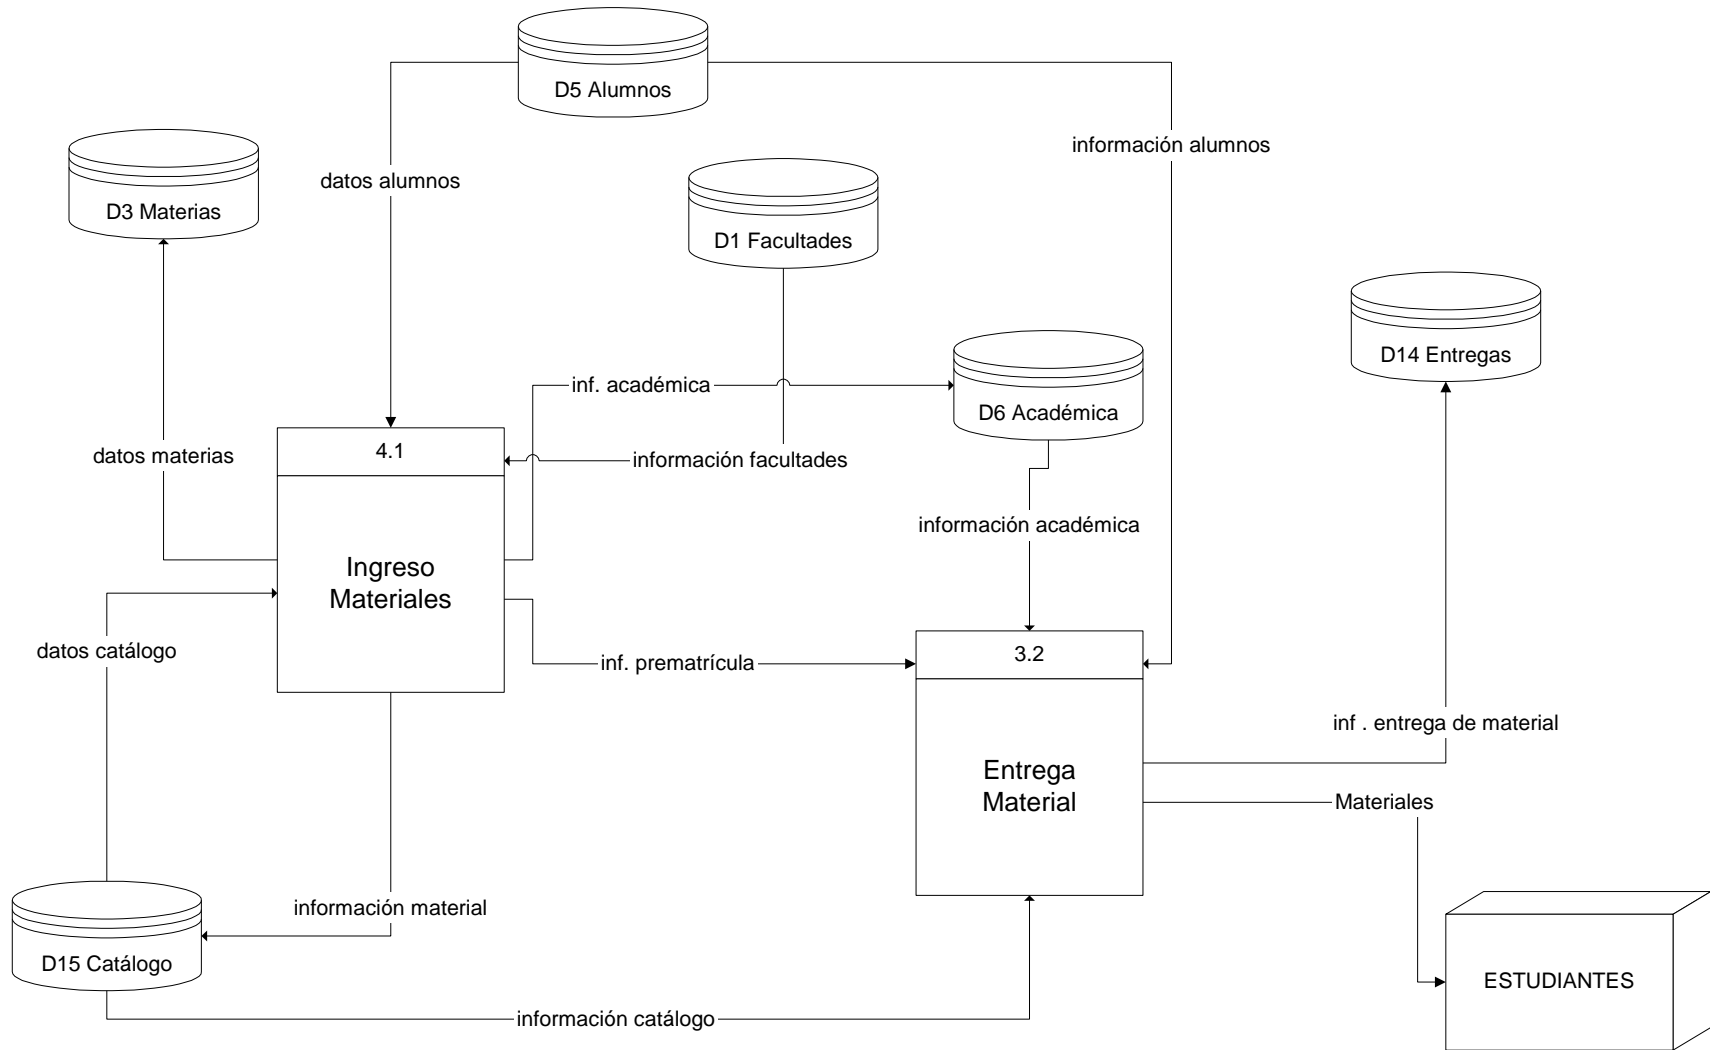 D5 Alumnos
información alumnos
datos alumnos
D3 Materias
D1 Facultades
D14 Entregas
inf. académica
D6 Académica
4.1
datos materias
información facultades
información académica
Ingreso
Materiales
datos catálogo
inf. prematrícula
3.2
inf . entrega de material
Entrega
Material
Materiales
información material
D15 Catálogo
ESTUDIANTES
información catálogo